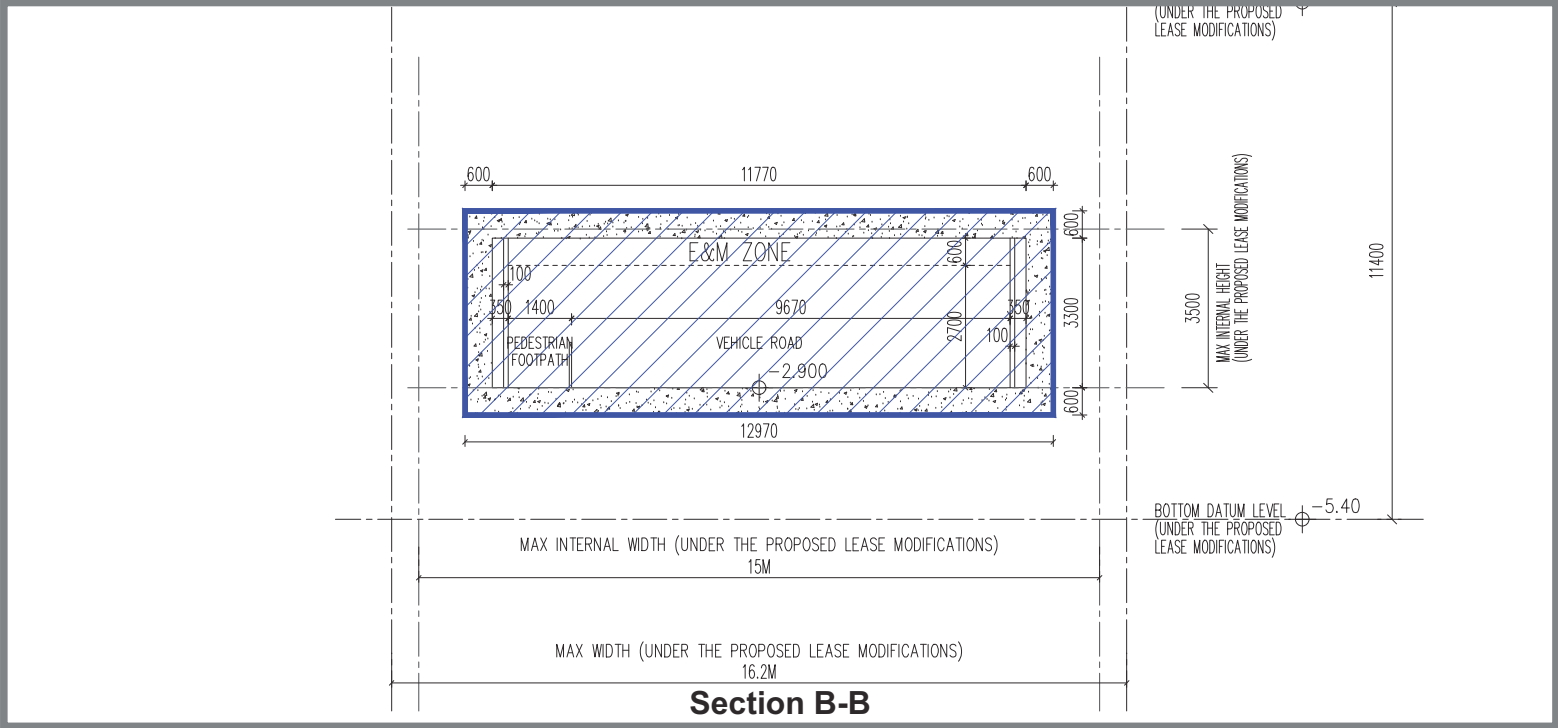 (UNDER THE PROPOSED
LEASE MODIFICATIONS)
600
11770
600
600
E&M ZONE
600
100
350
1400
9670
350
2700
3300
100
PEDESTRIAN
FOOTPATH
VEHICLE ROAD
-2.900
600
12970
3500
MAX INTERNAL HEIGHT
(UNDER THE PROPOSED LEASE MODIFICATIONS)
11400
BOTTOM DATUM LEVEL
-5.40
(UNDER THE PROPOSED
LEASE MODIFICATIONS)
MAX INTERNAL WIDTH (UNDER THE PROPOSED LEASE MODIFICATIONS)
15M
MAX WIDTH (UNDER THE PROPOSED LEASE MODIFICATIONS)
16.2M
Section B-B